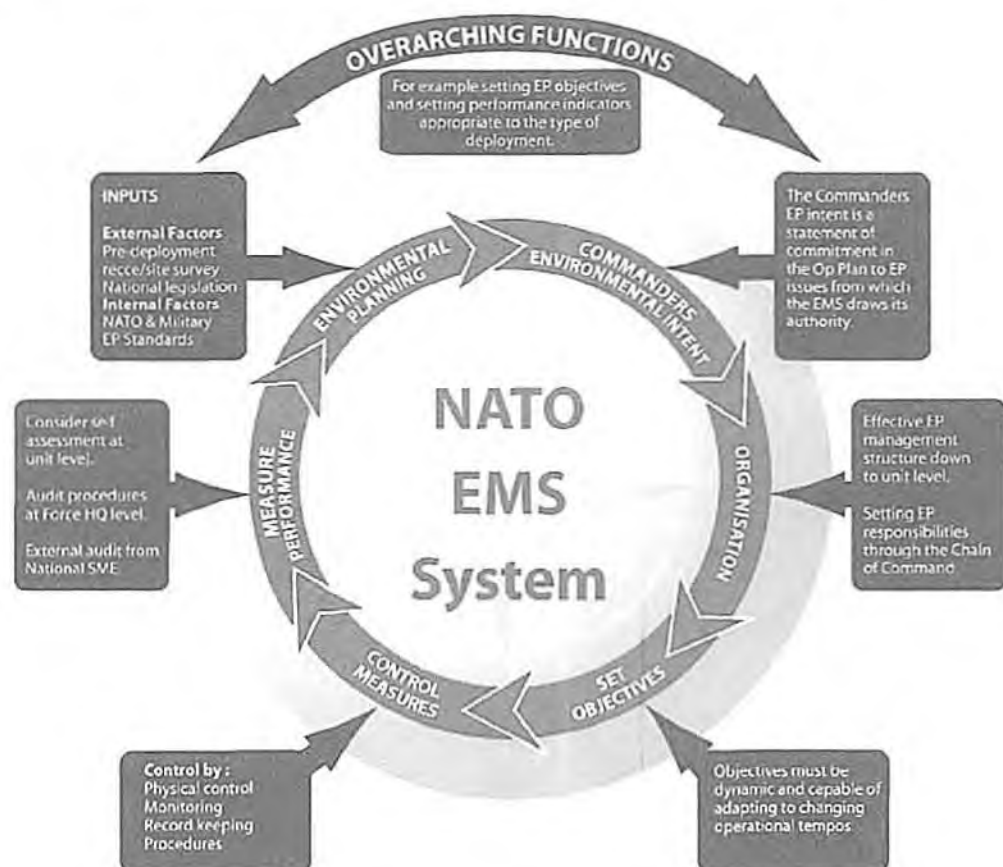 OVERARCHING FUNCTIONS
For example setting EP objectives
and setting performance indicators
appropriate to the type of
deployment.
INPUTS
External Factors
Pre-deployment
recce/site survey
National legislation
Internal Factors
NATO & Military
EP Standards
The Commanders
EP intent is a
statement of
commitment in
the Op Plan to EP
issues from which
the EMS draws its
authority.
ENVIRONMENTAL
PLANNING
COMMANDERS
ENVIRONMENTAL INTENT
ORGANISATION
SET
OBJECTIVES
CONTROL
MEASURES
MEASURE
PERFORMANCE
NATO
EMS
System
Consider self
assessment at
unit level.
Audit procedures
at Force HQ level.
External audit from
National SME
Effective EP
management
structure down
to unit level.
Setting EP
responsibilities
through the Chain
of Command
Control by :
Physical control
Monitoring
Record keeping
Procedures
Objectives must be
dynamic and capable of
adapting to changing
operational tempos